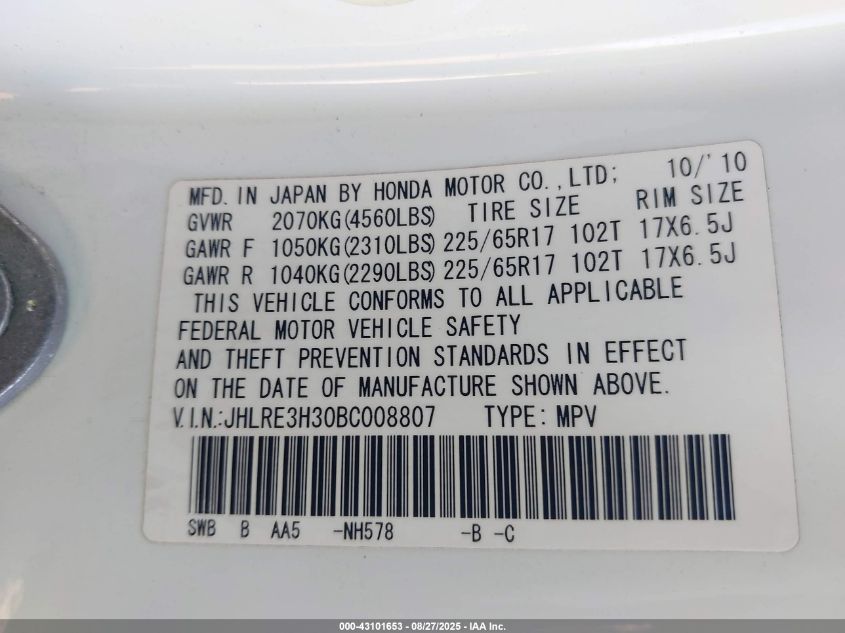 MFD. IN JAPAN BY HONDA MOTOR CO.,LTD; 10/'10
GVWR 2070KG(4560LBS) TIRE SIZE RIM SIZE
GAWR F 1050KG(2310LBS) 225/65R17 102T 17X6.5J
GAWR R 1040KG(2290LBS) 225/65R17 102T 17X6.5J
THIS VEHICLE CONFORMS TO ALL APPLICABLE
FEDERAL MOTOR VEHICLE SAFETY
AND THEFT PREVENTION STANDARDS IN EFFECT
ON THE DATE OF MANUFACTURE SHOWN ABOVE.
V.I.N.:JHLRE3H30BC008807 TYPE: MPV
SWB B AA5 -NH578 -B -C
000-43101653 - 08/27/2025 - IAA Inc.